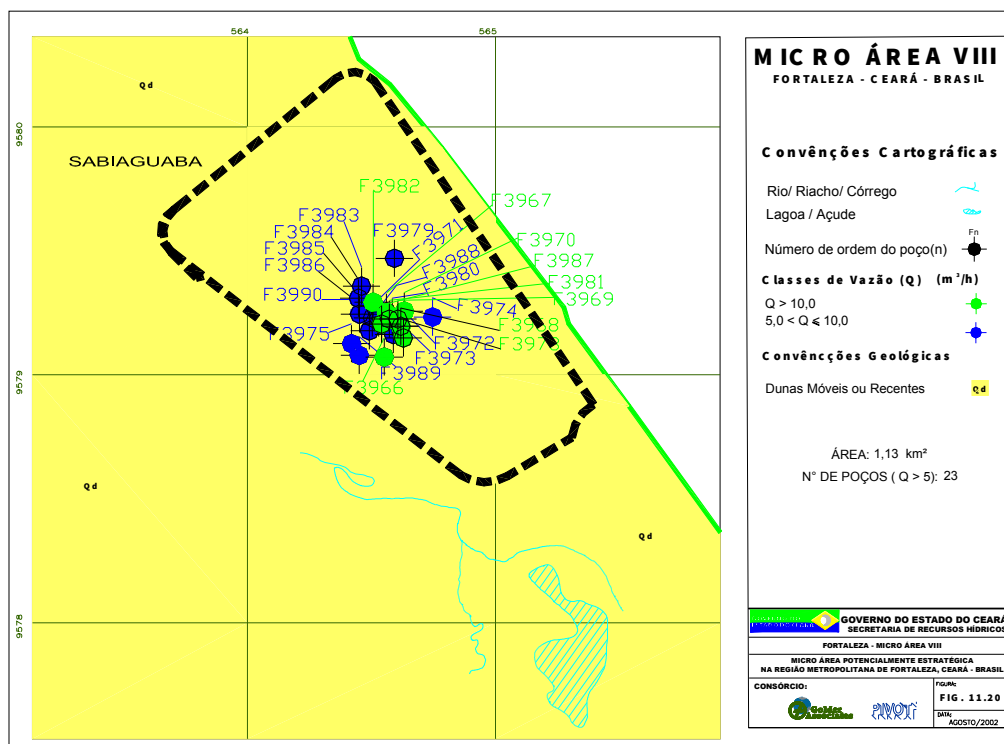 564
565
9580
9579
9578
Qd
SABIAGUABA
F3982
F3967
F3983
F3984
F3979
F3971
F3985
F3988
F3970
F3986
F3980
F3987
F3981
F3990
F3974
F3969
F3975
F3972
F3973
F3989
F3966
Qd
Qd
MICRO ÁREA VIII
FORTALEZA - CEARÁ - BRASIL
Convênções Cartográficas
Rio/ Riacho/ Córrego
Lagoa / Açude
Fn
Número de ordem do poço(n)
Classes de Vazão (Q) (m³/h)
Q > 10,0
5,0 < Q ⩽ 10,0
Convêncções Geológicas
Dunas Móveis ou Recentes Qd
ÁREA: 1,13 km²
N° DE POÇOS ( Q > 5): 23
GOVERNO DO ESTADO DO CEARÁ
SECRETARIA DE RECURSOS HÍDRICOS
FORTALEZA - MICRO ÁREA VIII
MICRO ÁREA POTENCIALMENTE ESTRATÉGICA
NA REGIÃO METROPOLITANA DE FORTALEZA, CEARÁ - BRASIL
CONSÓRCIO:
Golder Associates
PIVOT
FIGURA:
FIG. 11.20
DATA:
AGOSTO/2002